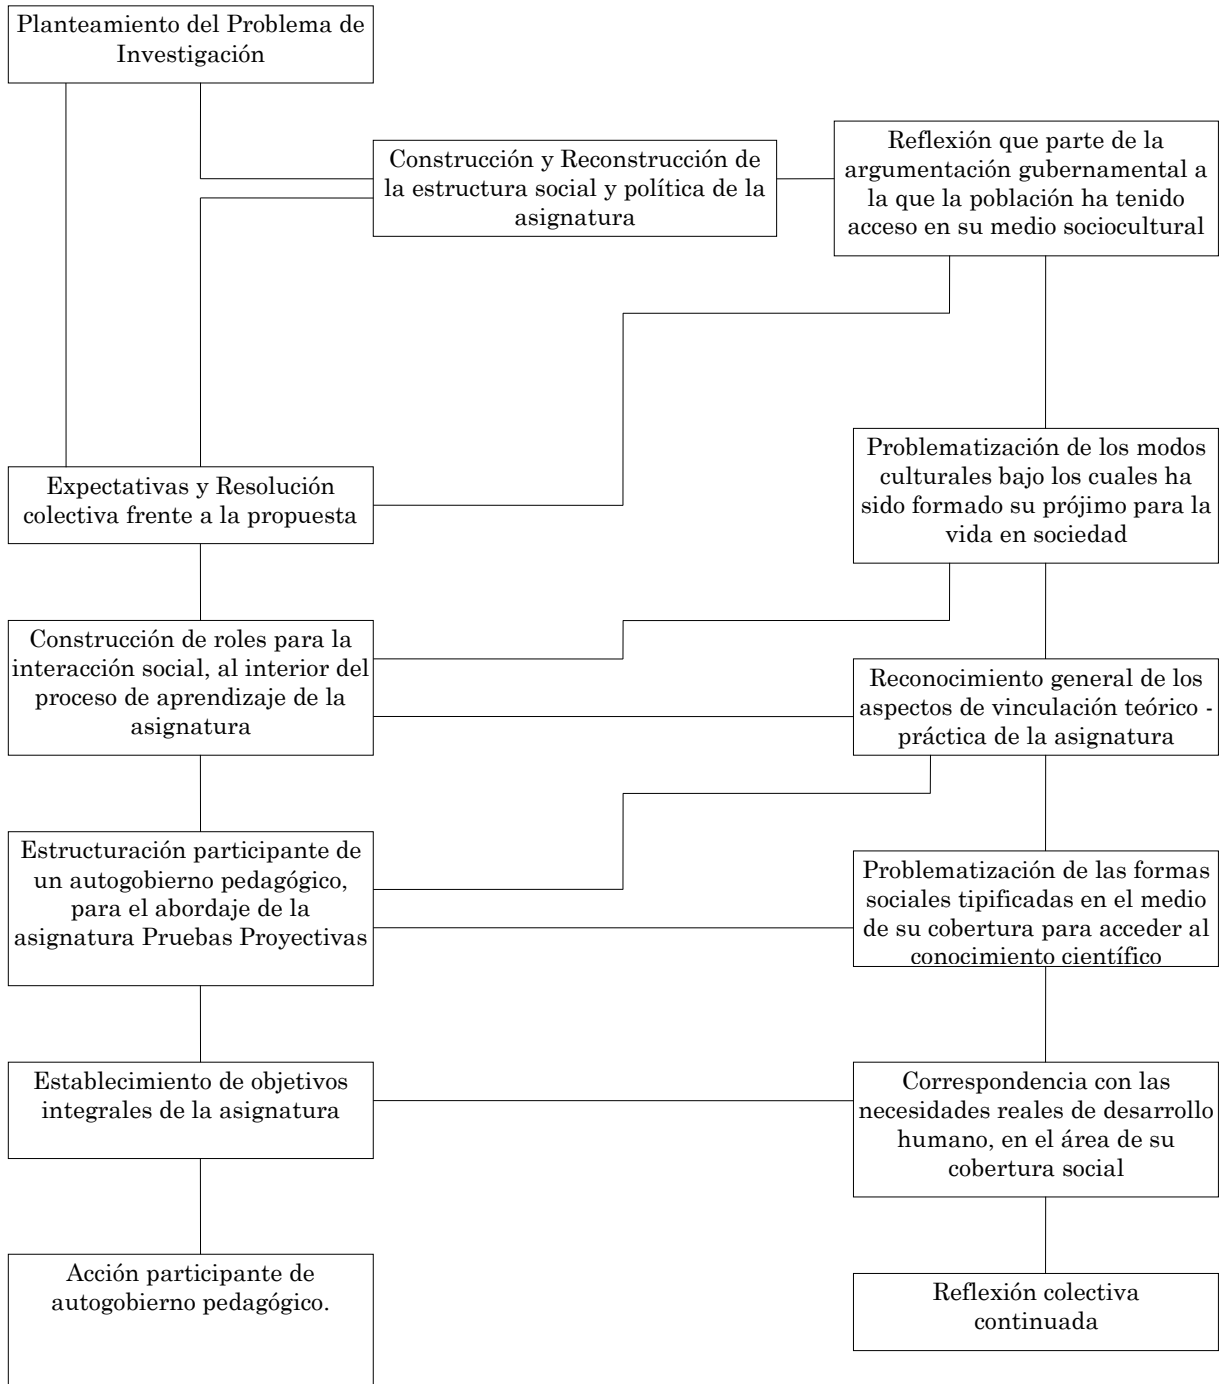 Planteamiento del Problema de
Investigación
Construcción y Reconstrucción de
la estructura social y política de la
asignatura
Reflexión que parte de la
argumentación gubernamental a
la que la población ha tenido
acceso en su medio sociocultural
Expectativas y Resolución
colectiva frente a la propuesta
Problematización de los modos
culturales bajo los cuales ha
sido formado su prójimo para la
vida en sociedad
Construcción de roles para la
interacción social, al interior del
proceso de aprendizaje de la
asignatura
Reconocimiento general de los
aspectos de vinculación teórico -
práctica de la asignatura
Estructuración participante de
un autogobierno pedagógico,
para el abordaje de la
asignatura Pruebas Proyectivas
Problematización de las formas
sociales tipificadas en el medio
de su cobertura para acceder al
conocimiento científico
Establecimiento de objetivos
integrales de la asignatura
Correspondencia con las
necesidades reales de desarrollo
humano, en el área de su
cobertura social
Acción participante de
autogobierno pedagógico.
Reflexión colectiva
continuada